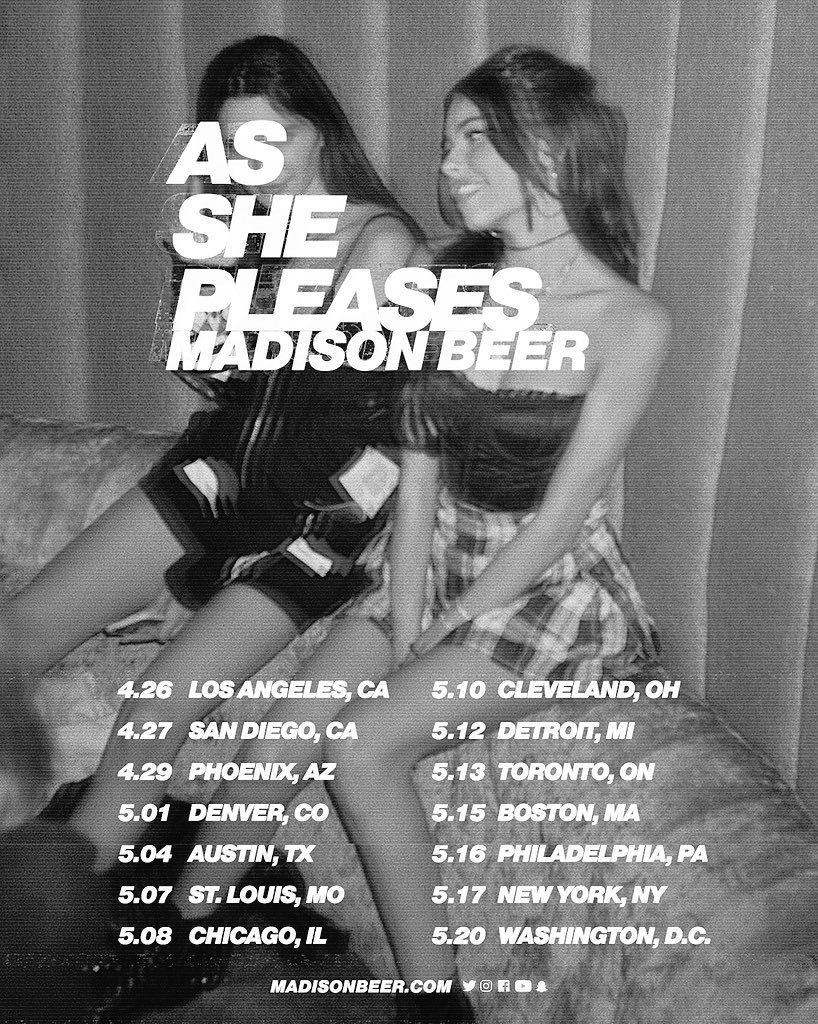 AS
SHE
PLEASES
MADISON BEER
4.26 LOS ANGELES, CA
4.27 SAN DIEGO, CA
4.29 PHOENIX, AZ
5.01 DENVER, CO
5.04 AUSTIN, TX
5.07 ST. LOUIS, MO
5.08 CHICAGO, IL
5.10 CLEVELAND, OH
5.12 DETROIT, MI
5.13 TORONTO, ON
5.15 BOSTON, MA
5.16 PHILADELPHIA, PA
5.17 NEW YORK, NY
5.20 WASHINGTON, D.C.
MADISONBEER.COM